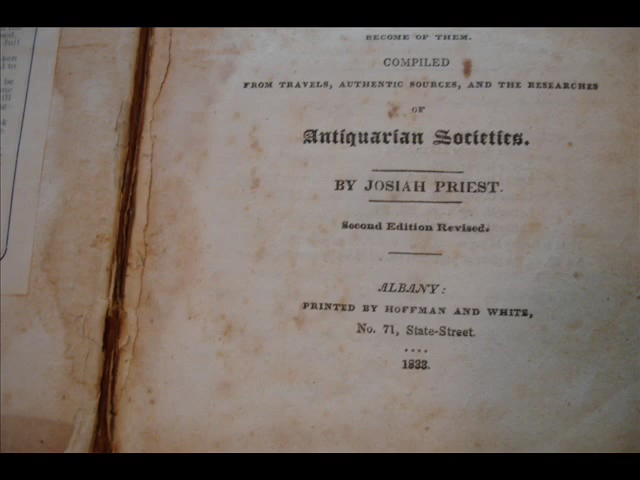 BECOME OF THEM.
COMPILED
FROM TRAVELS, AUTHENTIC SOURCES, AND THE RESEARCHES
OF
Antiquarian Societies.
BY JOSIAH PRIEST.
Second Edition Revised.
ALBANY:
PRINTED BY HOFFMAN AND WHITE,
No. 71, State-Street.
....
1833.